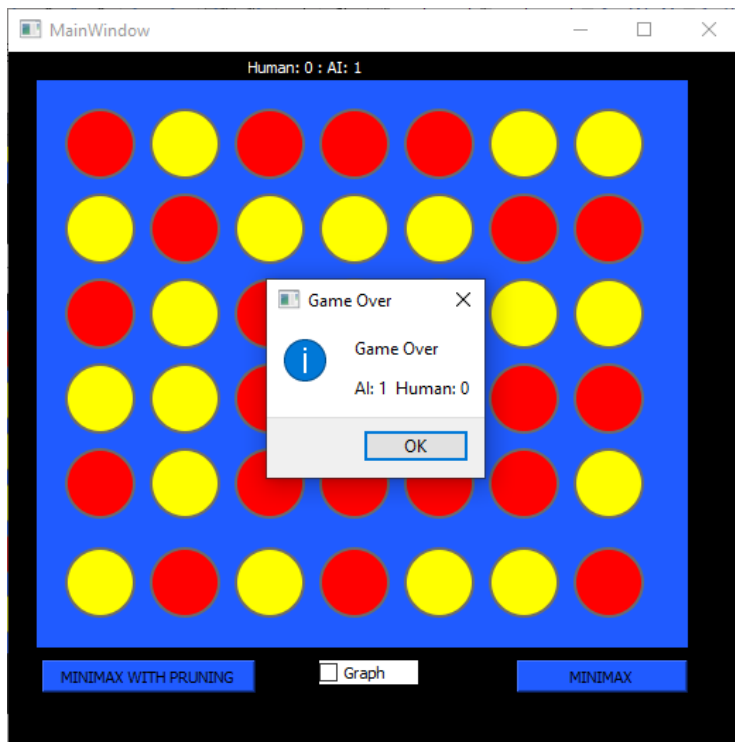 MainWindow
Human: 0 : AI: 1
Game Over
Game Over
AI: 1 Human: 0
OK
MINIMAX WITH PRUNING
Graph
MINIMAX